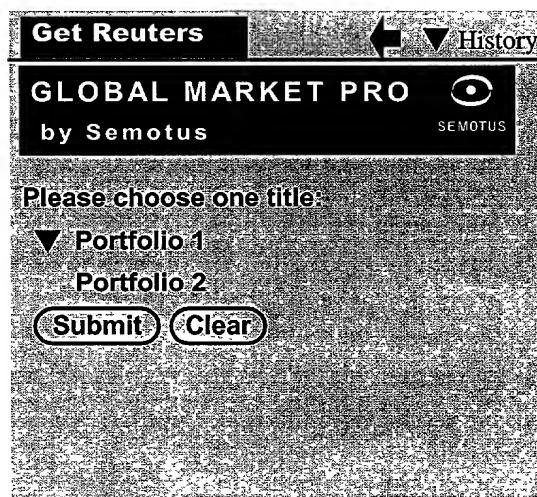 Get Reuters
History
GLOBAL MARKET PRO
by Semotus
SEMOTUS
Please choose one title:
Portfolio 1
Portfolio 2
Submit Clear